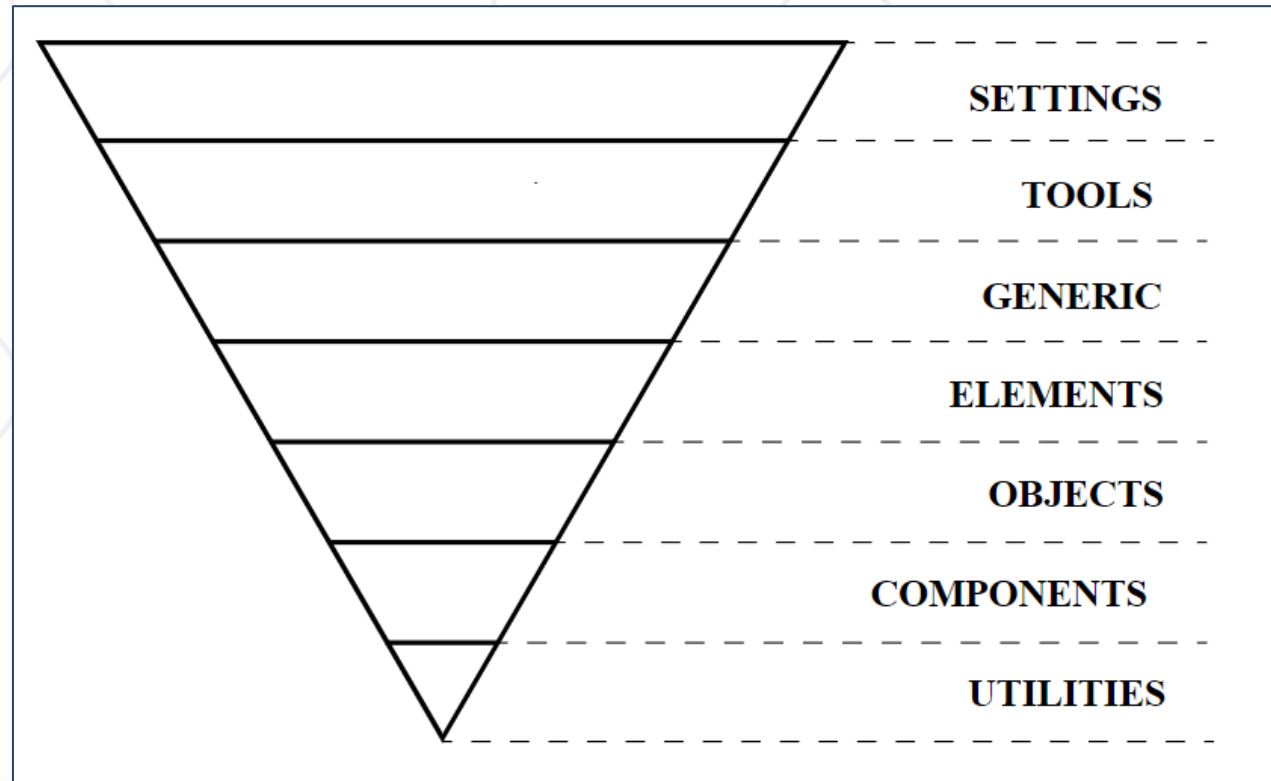 SETTINGS
TOOLS
GENERIC
ELEMENTS
OBJECTS
COMPONENTS
UTILITIES